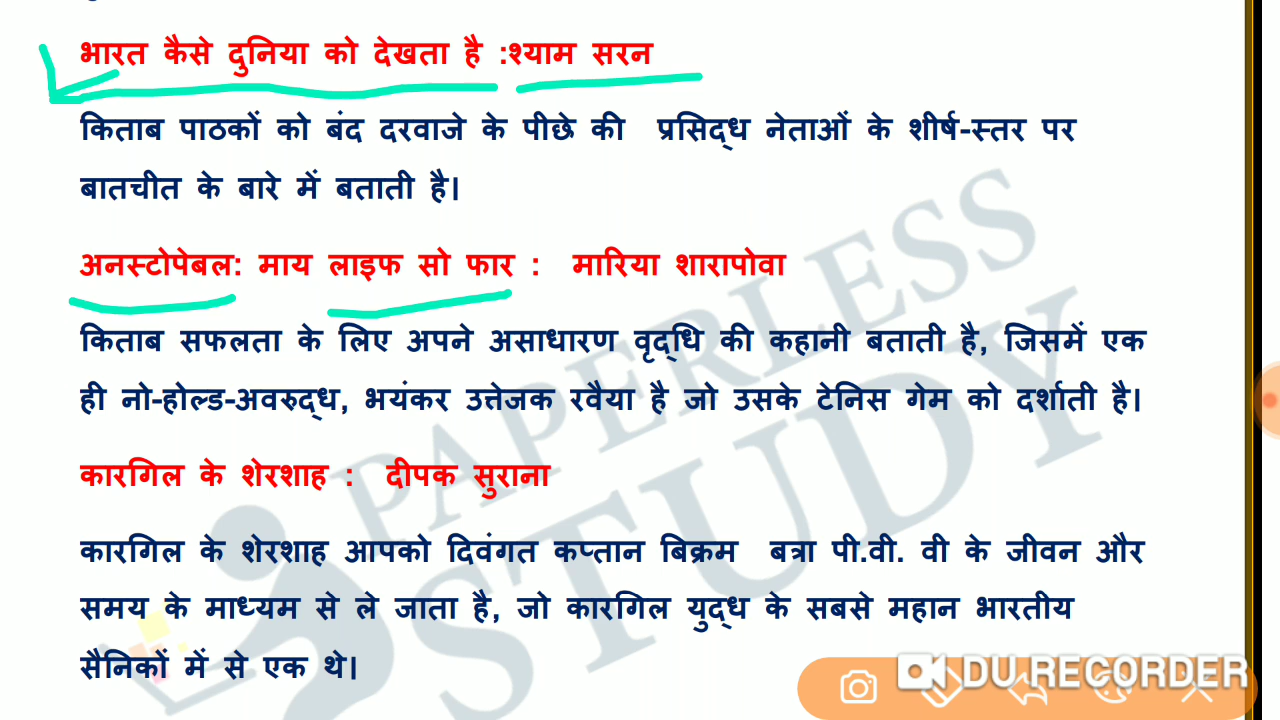 भारत कैसे दुनिया को देखता है :श्याम सरन
किताब पाठकों को बंद दरवाजे के पीछे की प्रसिद्ध नेताओं के शीर्ष-स्तर पर
बातचीत के बारे में बताती है।
अनस्टोपेबल: माय लाइफ सो फार : मारिया शारापोवा
किताब सफलता के लिए अपने असाधारण वृद्धि की कहानी बताती है, जिसमें एक
ही नो-होल्ड-अवरुद्ध, भयंकर उत्तेजक रवैया है जो उसके टेनिस गेम को दर्शाती है।
कारगिल के शेरशाह : दीपक सुराना
कारगिल के शेरशाह आपको दिवंगत कप्तान बिक्रम बत्रा पी.वी. वी के जीवन और
समय के माध्यम से ले जाता है, जो कारगिल युद्ध के सबसे महान भारतीय
सैनिकों में से एक थे।
PAPERLESS
STUDY
DU RECORDER